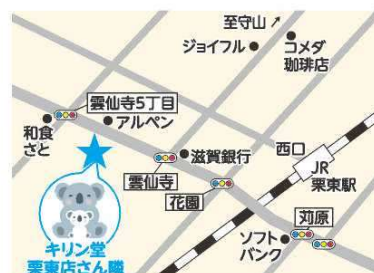 至守山↗
ジョイフル
コメダ
珈琲店
雲仙寺5丁目
アルペン
和食
さと
滋賀銀行
西口
JR
栗東駅
雲仙寺
花園
苅原
ソフト
バンク
キリン堂
栗東店さん隣